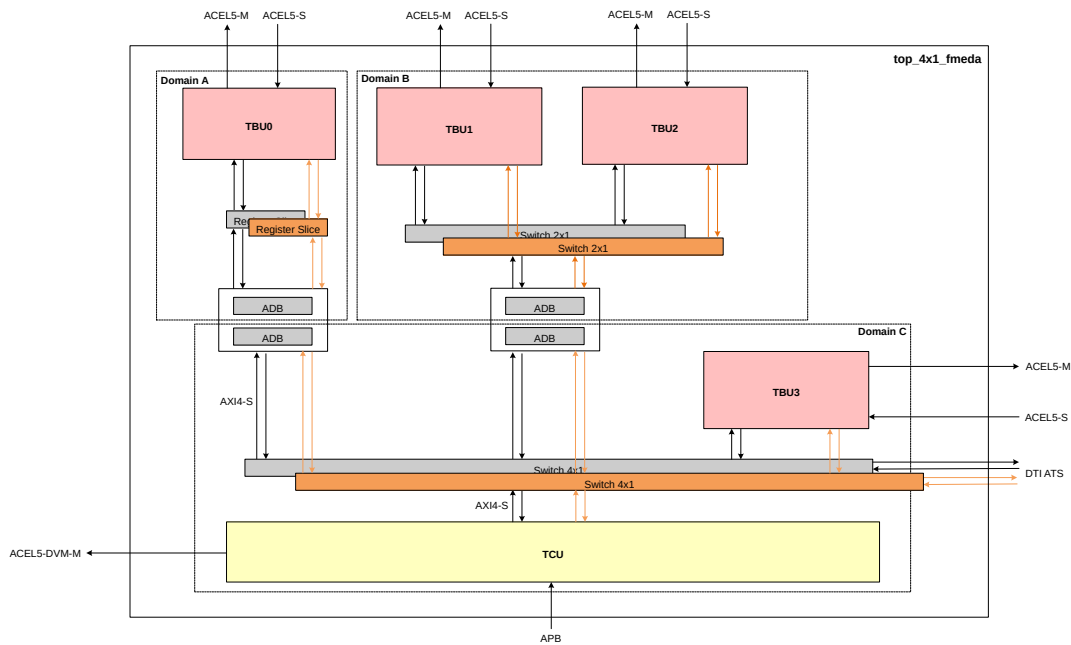 ACEL5-M
ACEL5-S
ACEL5-M
ACEL5-S
ACEL5-M
ACEL5-S
top_4x1_fmeda
Domain A
Domain B
TBU0
TBU1
TBU2
Register Slice
Switch 2x1
Switch 2x1
ADB
ADB
ADB
ADB
Domain C
TBU3
ACEL5-M
ACEL5-S
AXI4-S
Switch 4x1
Switch 4x1
DTI ATS
AXI4-S
TCU
ACEL5-DVM-M
APB